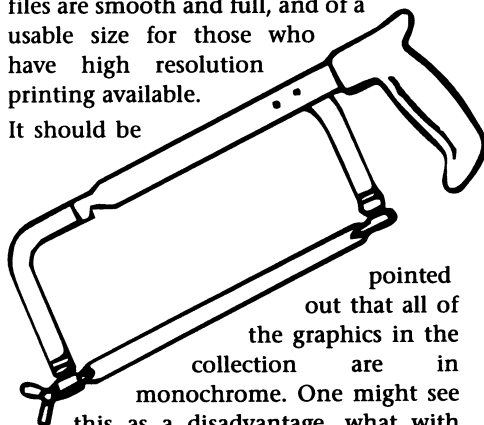 files are smooth and full, and of a
usable size for those who
have high resolution
printing available.
It should be
pointed
out that all of
the graphics in the
collection are in
monochrome. One might see
this as a disadvantage, what with